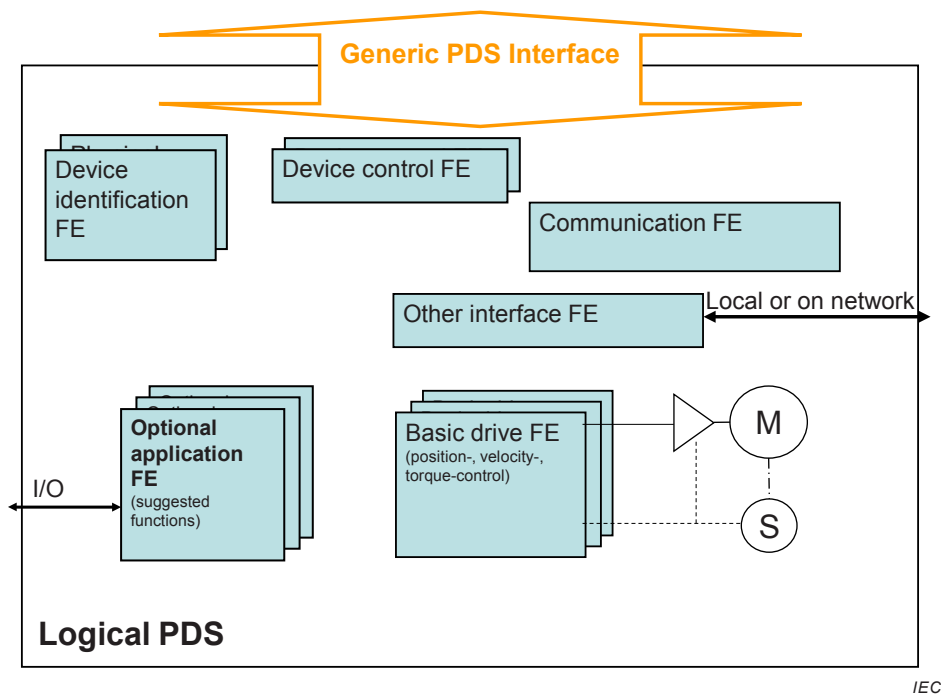 Generic PDS Interface
Device
identification
FE
Device control FE
Communication FE
Other interface FE
Local or on network
Optional
application
FE
(suggested
functions)
I/O
Basic drive FE
(position-, velocity-,
torque-control)
M
S
Logical PDS
IEC